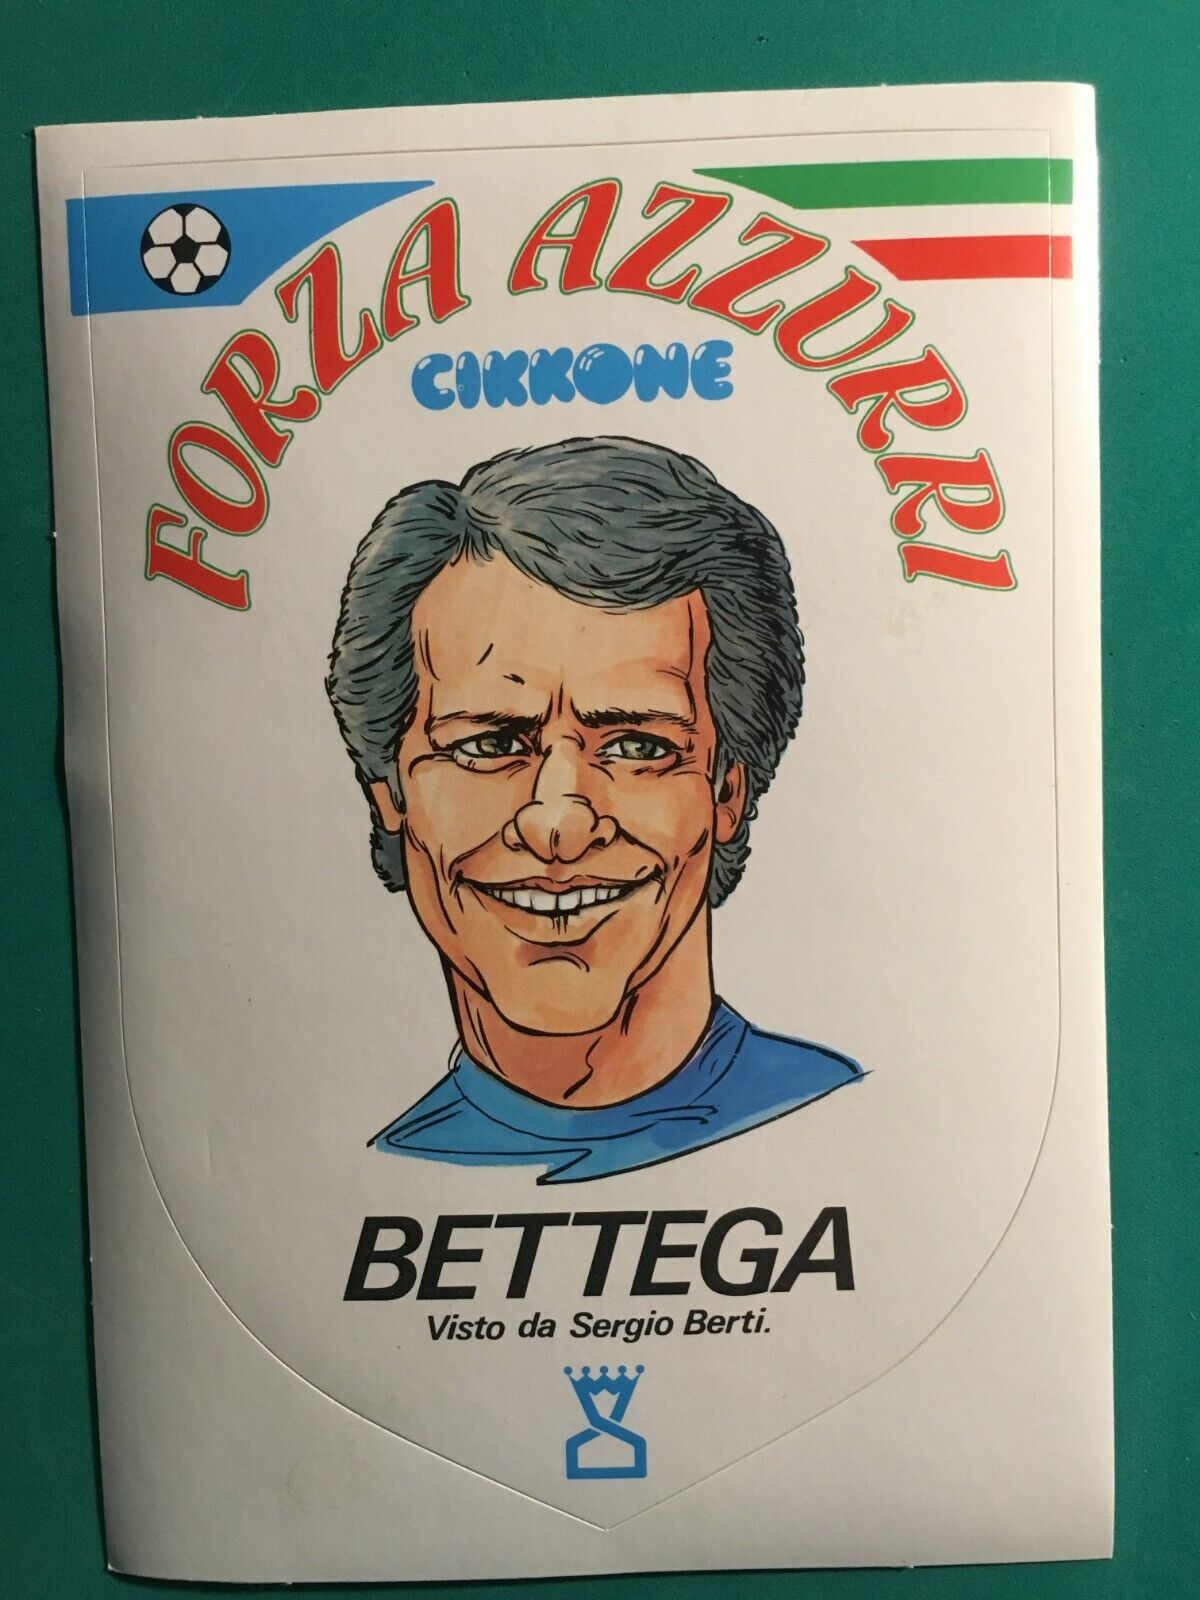 FORZA AZZURRI
CIKKONE
BETTEGA
Visto da Sergio Berti.